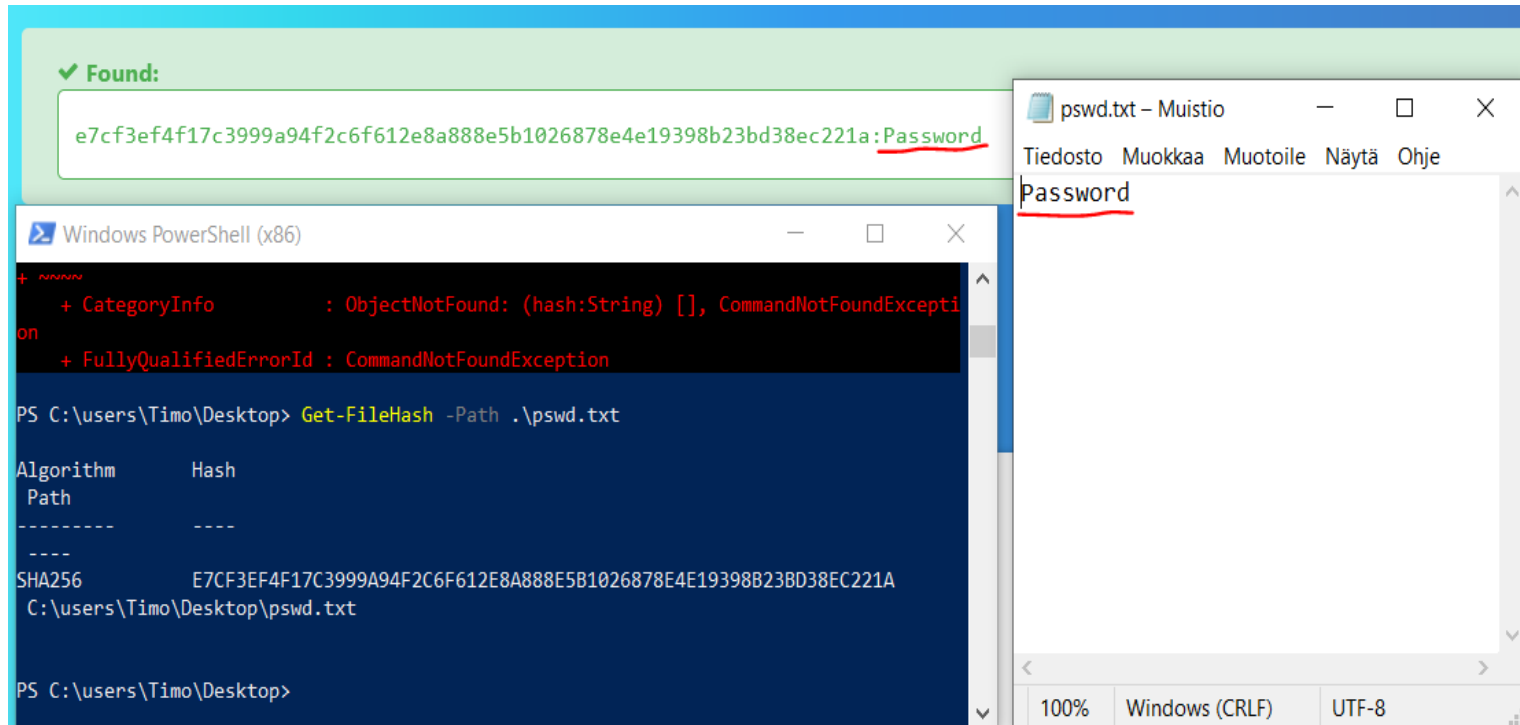 ✔ Found:
e7cf3ef4f17c3999a94f2c6f612e8a888e5b1026878e4e19398b23bd38ec221a:Password
Windows PowerShell (x86)
+ ~~~~
+ CategoryInfo : ObjectNotFound: (hash:String) [], CommandNotFoundExcepti
on
+ FullyQualifiedErrorId : CommandNotFoundException
PS C:\users\Timo\Desktop> Get-FileHash -Path .\pswd.txt
Algorithm Hash
Path
--------- ----
----
SHA256 E7CF3EF4F17C3999A94F2C6F612E8A888E5B1026878E4E19398B23BD38EC221A
C:\users\Timo\Desktop\pswd.txt
PS C:\users\Timo\Desktop>
pswd.txt – Muistio
Tiedosto Muokkaa Muotoile Näytä Ohje
Password
100% Windows (CRLF) UTF-8